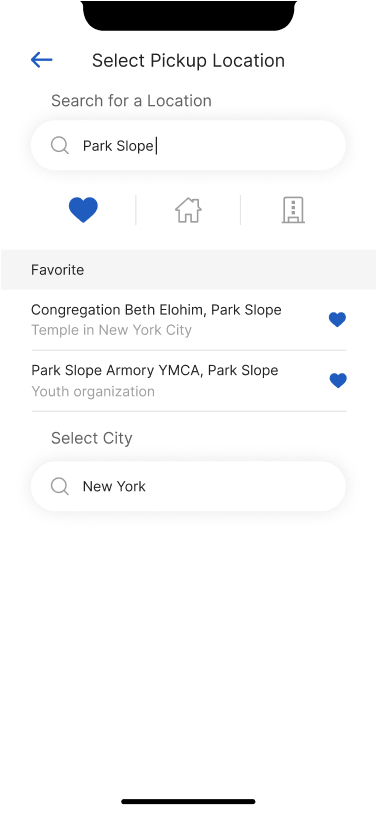 Select Pickup Location
Search for a Location
Park Slope
Favorite
Congregation Beth Elohim, Park Slope
Temple in New York City
Park Slope Armory YMCA, Park Slope
Youth organization
Select City
New York